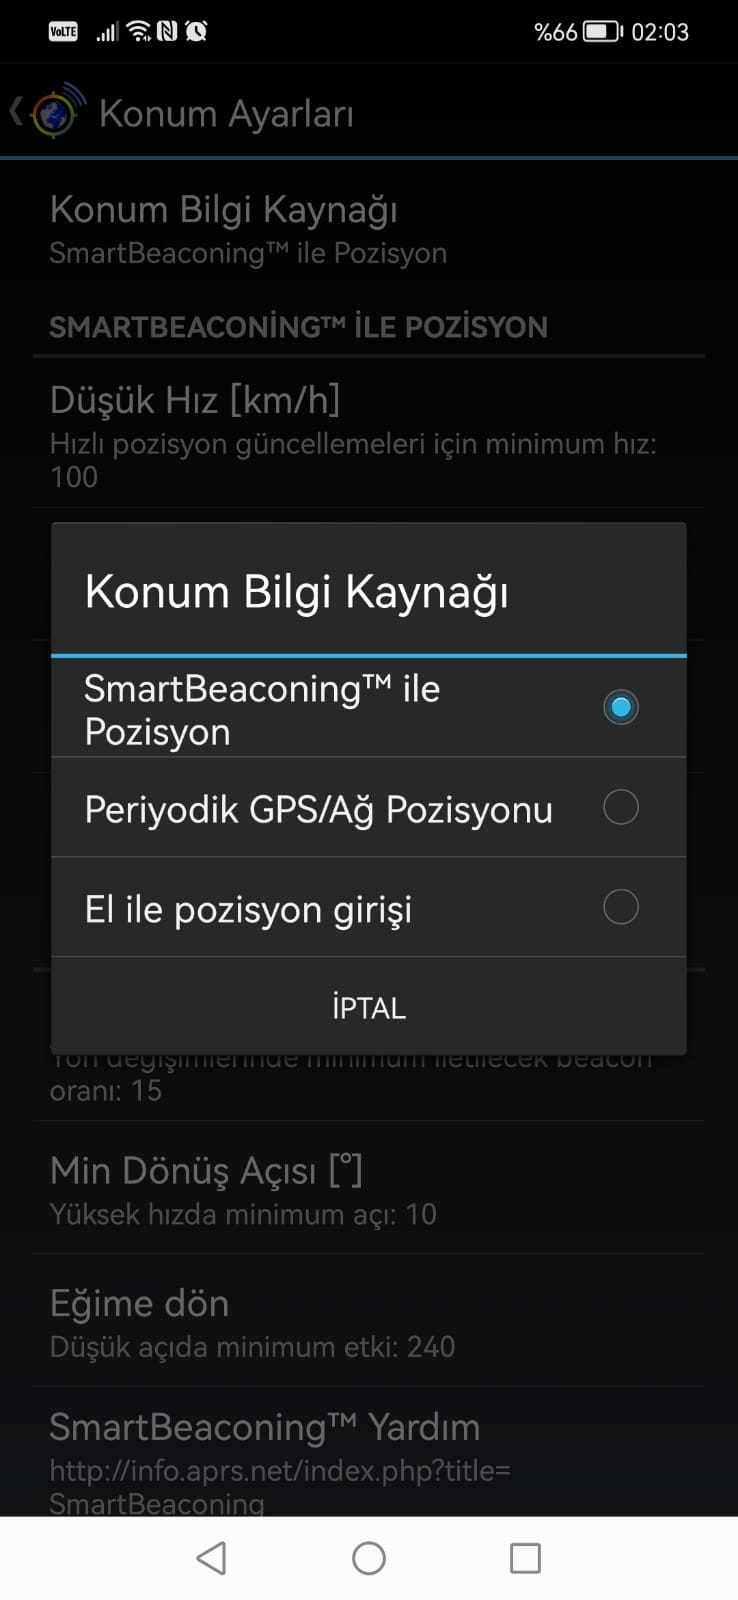 VoLTE
%66 02:03
Konum Ayarları
Konum Bilgi Kaynağı
SmartBeaconing™ ile Pozisyon
SMARTBEACONİNG™ İLE POZİSYON
Düşük Hız [km/h]
Hızlı pozisyon güncellemeleri için minimum hız:
100
Konum Bilgi Kaynağı
SmartBeaconing™ ile
Pozisyon
Periyodik GPS/Ağ Pozisyonu
El ile pozisyon girişi
İPTAL
Yön değişimlerinde minimum iletilecek beacon
oranı: 15
Min Dönüş Açısı [°]
Yüksek hızda minimum açı: 10
Eğime dön
Düşük açıda minimum etki: 240
SmartBeaconing™ Yardım
http://info.aprs.net/index.php?title=
SmartBeaconing